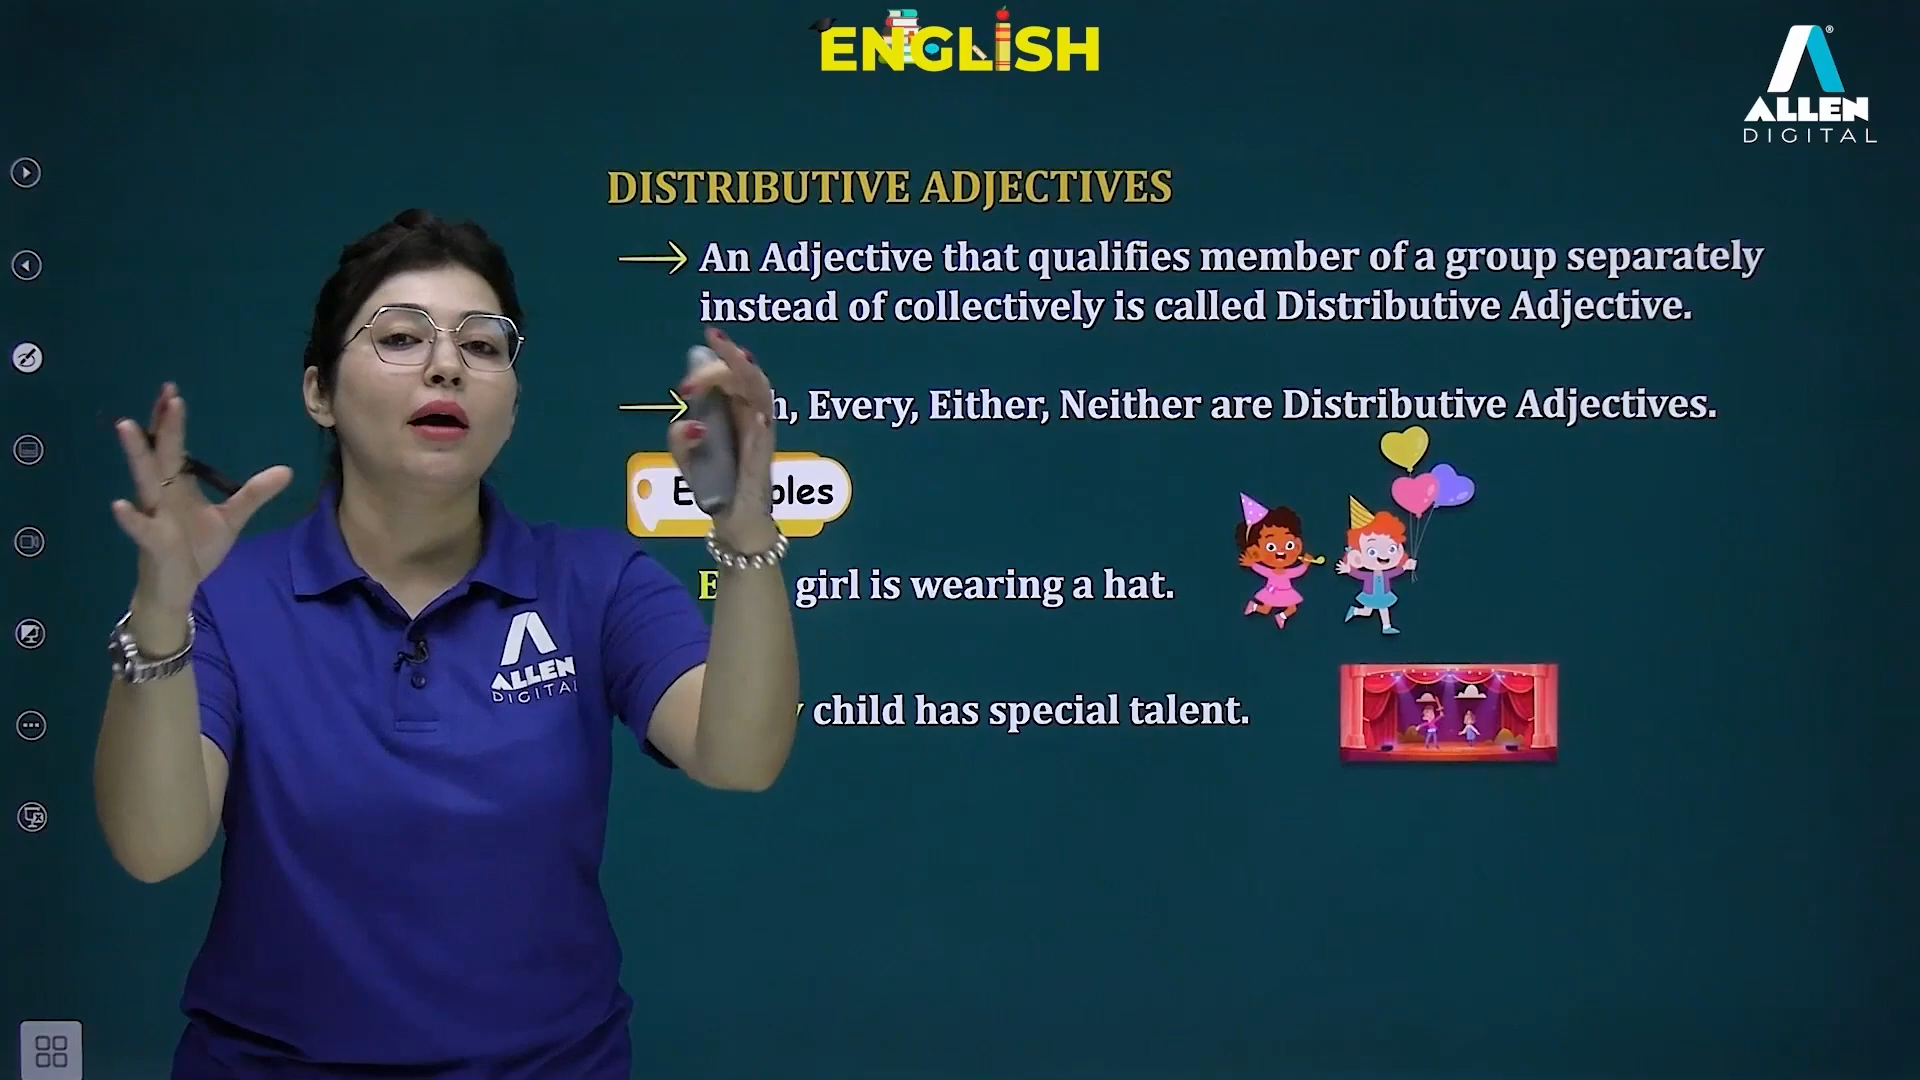 ENGLISH
ALLEN
DIGITAL
DISTRIBUTIVE ADJECTIVES
An Adjective that qualifies member of a group separately
instead of collectively is called Distributive Adjective.
Every, Either, Neither are Distributive Adjectives.
girl is wearing a hat.
child has special talent.
ALLEN
DIGITAL